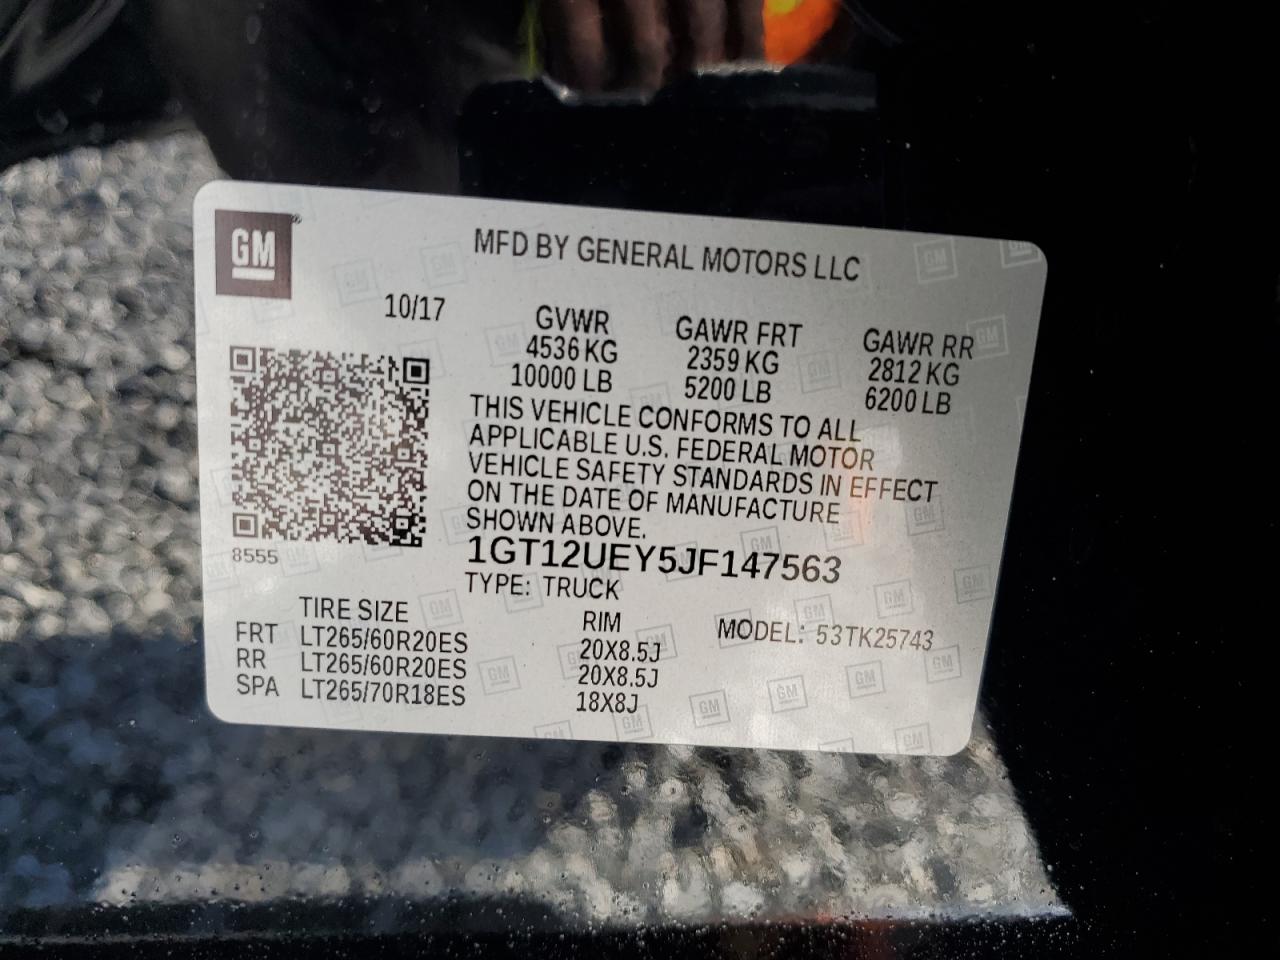 GM
MFD BY GENERAL MOTORS LLC
10/17
GVWR GAWR FRT GAWR RR
4536 KG 2359 KG 2812 KG
10000 LB 5200 LB 6200 LB
THIS VEHICLE CONFORMS TO ALL
APPLICABLE U.S. FEDERAL MOTOR
VEHICLE SAFETY STANDARDS IN EFFECT
ON THE DATE OF MANUFACTURE
SHOWN ABOVE.
8555
1GT12UEY5JF147563
TYPE: TRUCK
TIRE SIZE RIM MODEL: 53TK25743
FRT LT265/60R20ES 20X8.5J
RR LT265/60R20ES 20X8.5J
SPA LT265/70R18ES 18X8J